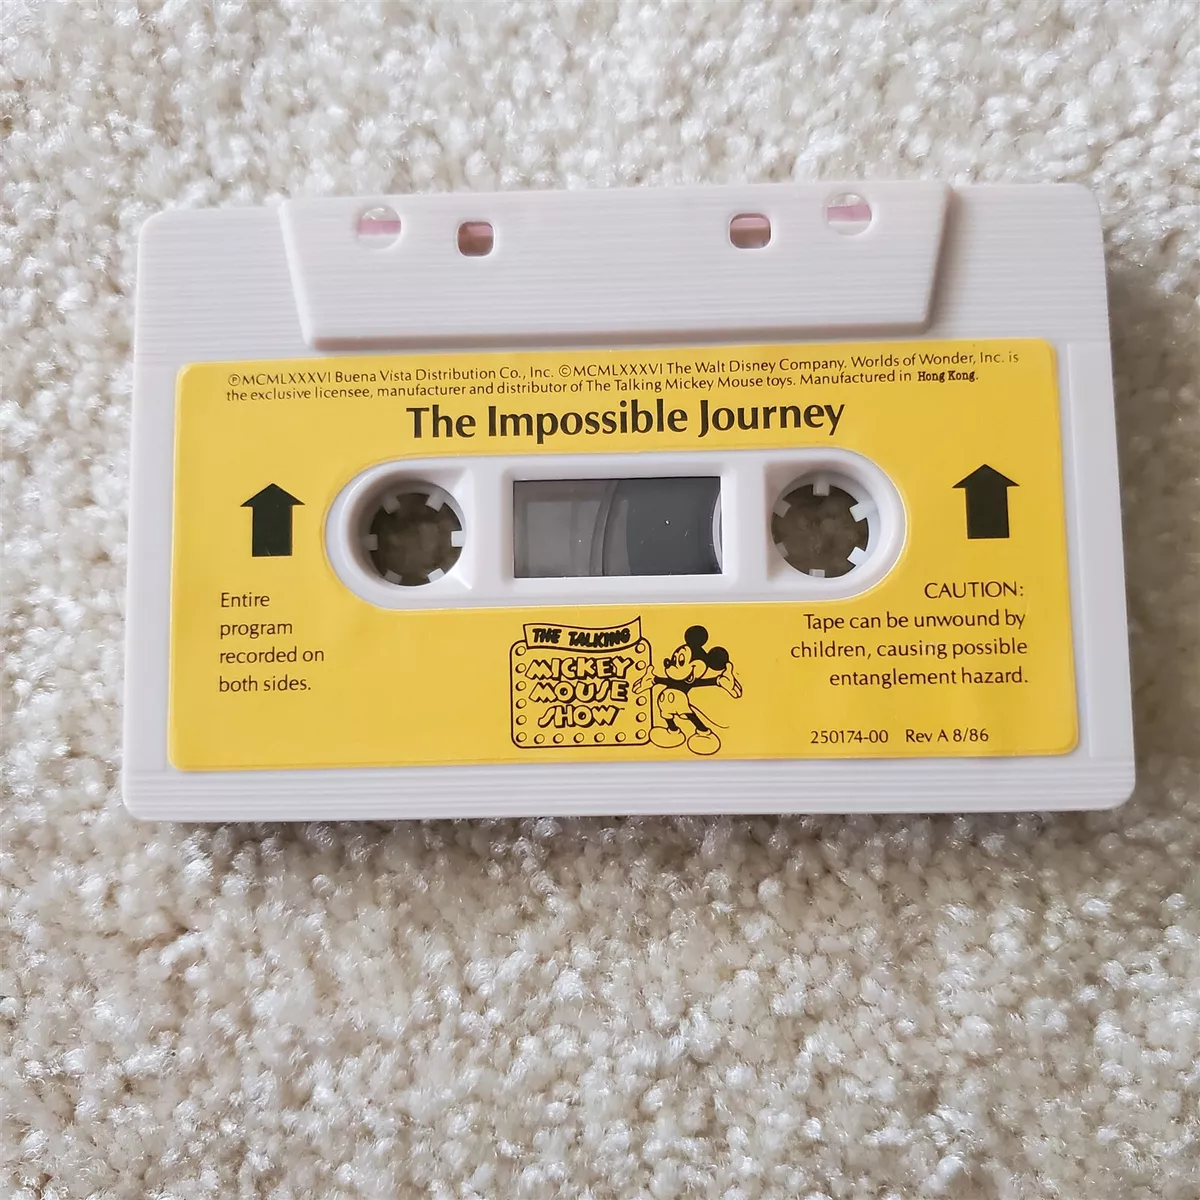 ⓅMCMLXXXVI Buena Vista Distribution Co., Inc. ©MCMLXXXVI The Walt Disney Company. Worlds of Wonder, Inc. is
the exclusive licensee, manufacturer and distributor of The Talking Mickey Mouse toys. Manufactured in Hong Kong.
The Impossible Journey
Entire
program
recorded on
both sides.
THE TALKING
MICKEY
MOUSE
SHOW
CAUTION:
Tape can be unwound by
children, causing possible
entanglement hazard.
250174-00 Rev A 8/86